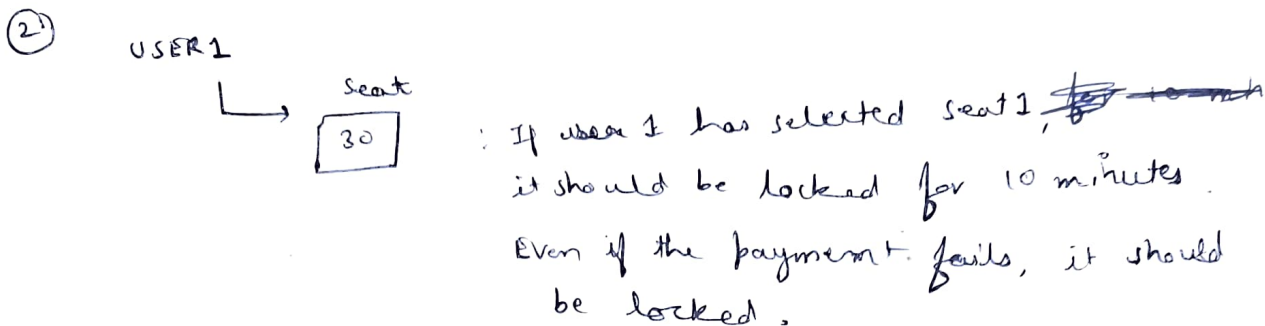 2)
USER1
Seat
30
: If user 1 has selected seat 1,
it should be locked for 10 minutes.
Even if the payment fails, it should
be locked.